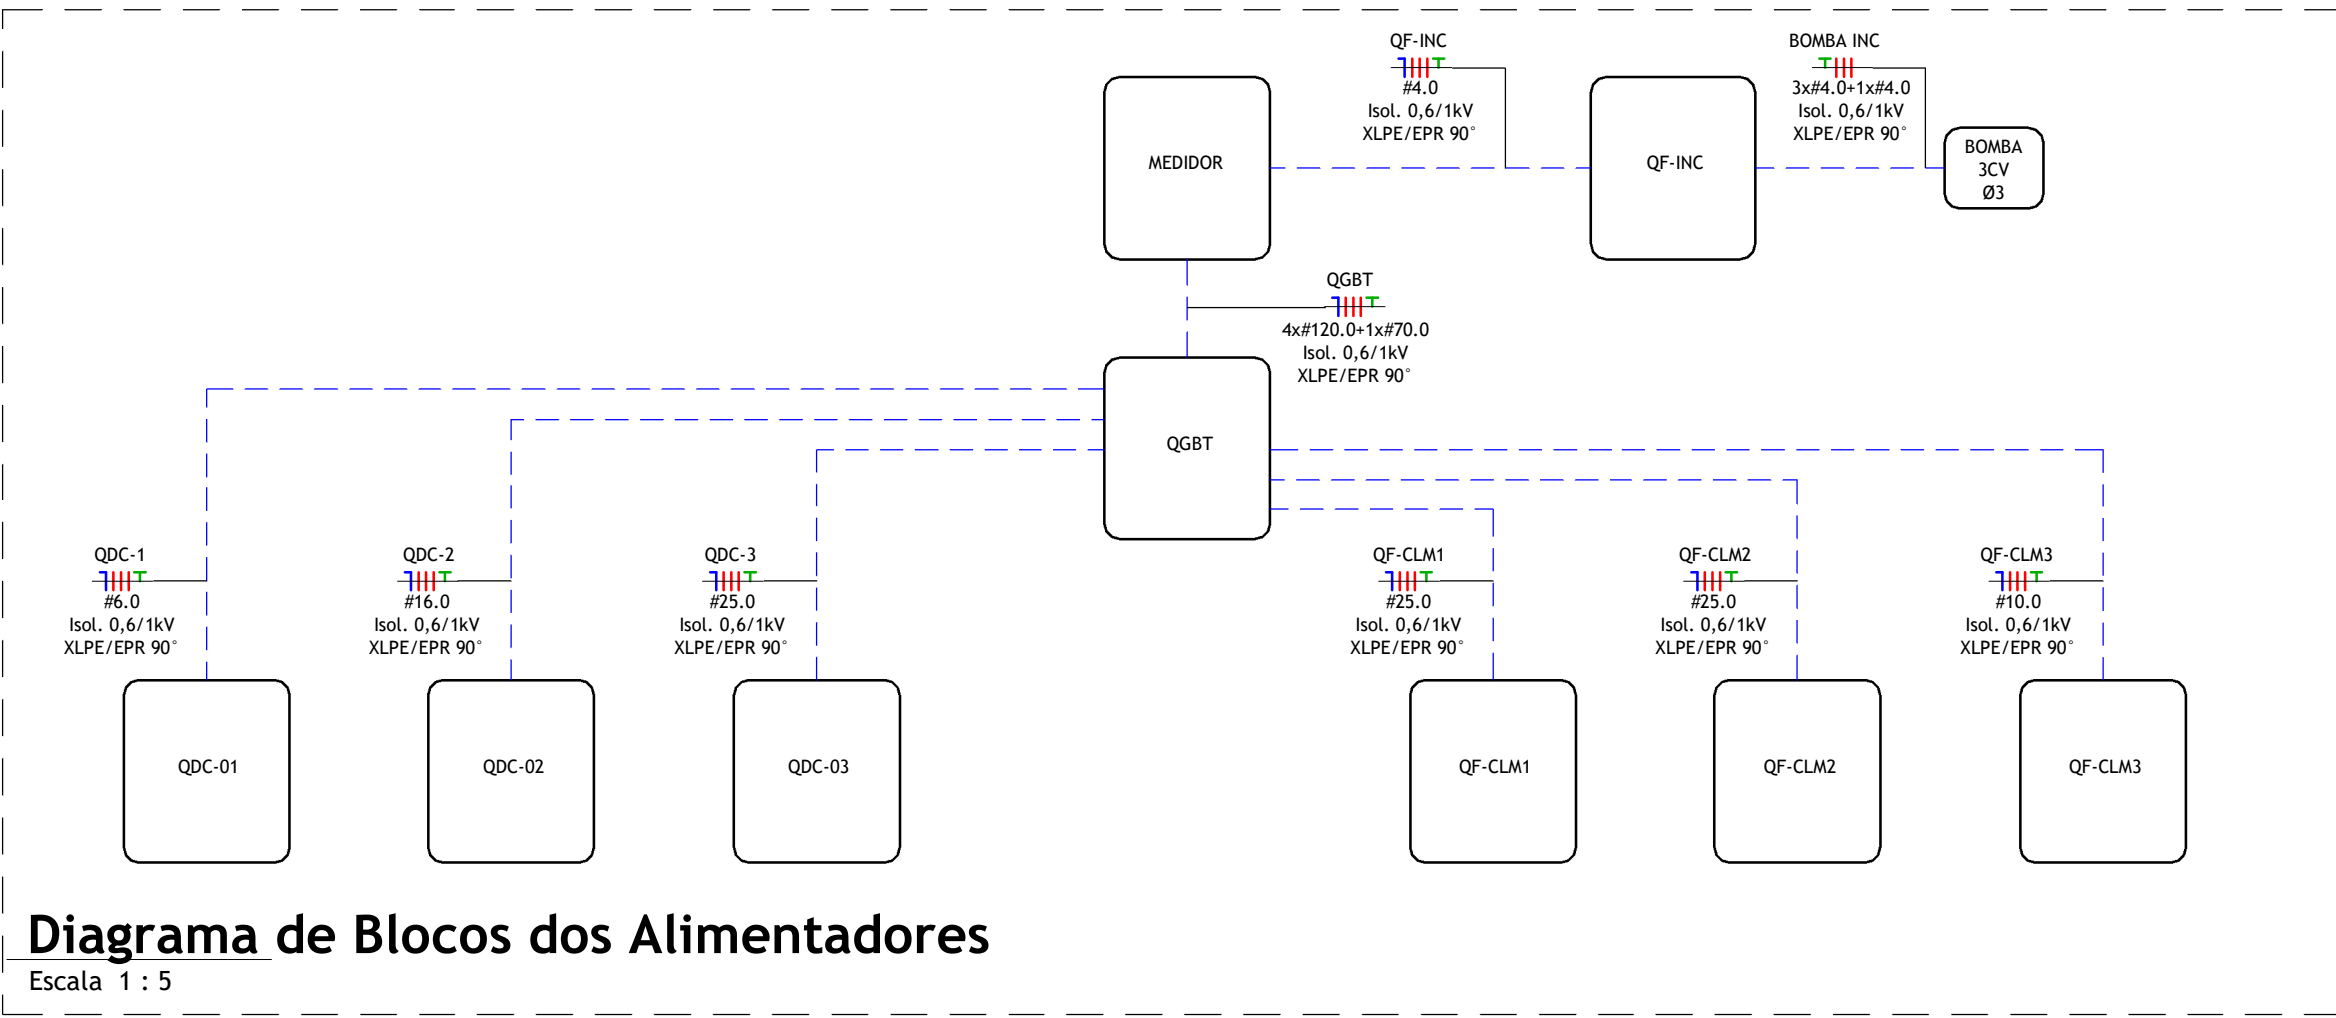 QF-INC
#4.0
Isol. 0,6/1kV
XLPE/EPR 90°
BOMBA INC
3x#4.0+1x#4.0
Isol. 0,6/1kV
XLPE/EPR 90°
MEDIDOR
QF-INC
BOMBA
3CV
Ø3
QGBT
4x#120.0+1x#70.0
Isol. 0,6/1kV
XLPE/EPR 90°
QGBT
QDC-1
#6.0
Isol. 0,6/1kV
XLPE/EPR 90°
QDC-2
#16.0
Isol. 0,6/1kV
XLPE/EPR 90°
QDC-3
#25.0
Isol. 0,6/1kV
XLPE/EPR 90°
QF-CLM1
#25.0
Isol. 0,6/1kV
XLPE/EPR 90°
QF-CLM2
#25.0
Isol. 0,6/1kV
XLPE/EPR 90°
QF-CLM3
#10.0
Isol. 0,6/1kV
XLPE/EPR 90°
QDC-01
QDC-02
QDC-03
QF-CLM1
QF-CLM2
QF-CLM3
Diagrama de Blocos dos Alimentadores
Escala 1 : 5